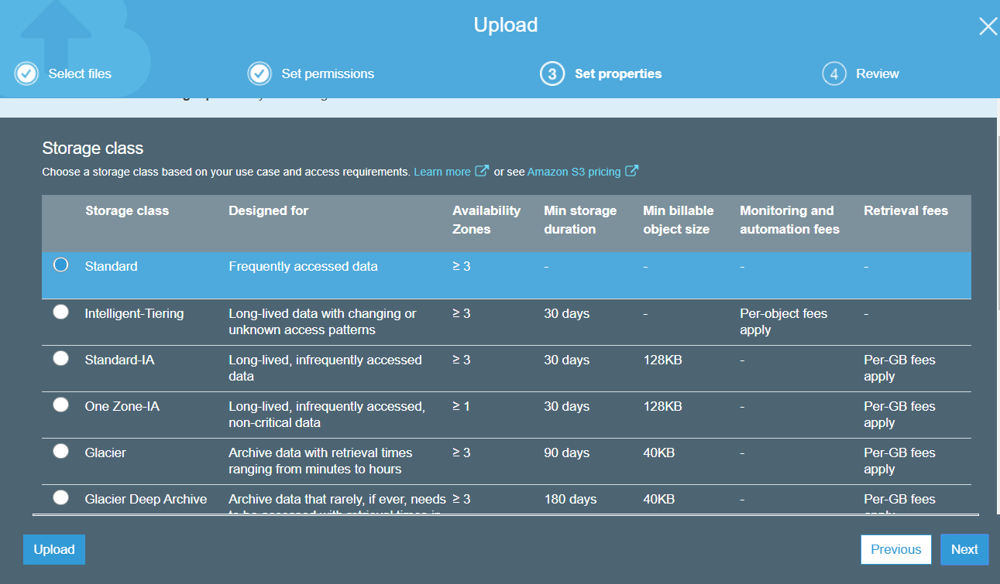 Upload
Select files
Set permissions
3 Set properties
4 Review
Storage class
Choose a storage class based on your use case and access requirements. Learn more or see Amazon S3 pricing
Storage class Designed for Availability Zones Min storage duration Min billable object size Monitoring and automation fees Retrieval fees
Standard Frequently accessed data ≥ 3 - - - -
Intelligent-Tiering Long-lived data with changing or unknown access patterns ≥ 3 30 days - Per-object fees apply -
Standard-IA Long-lived, infrequently accessed data ≥ 3 30 days 128KB - Per-GB fees apply
One Zone-IA Long-lived, infrequently accessed, non-critical data ≥ 1 30 days 128KB - Per-GB fees apply
Glacier Archive data with retrieval times ranging from minutes to hours ≥ 3 90 days 40KB - Per-GB fees apply
Glacier Deep Archive Archive data that rarely, if ever, needs ≥ 3 180 days 40KB - Per-GB fees
Upload
Previous
Next